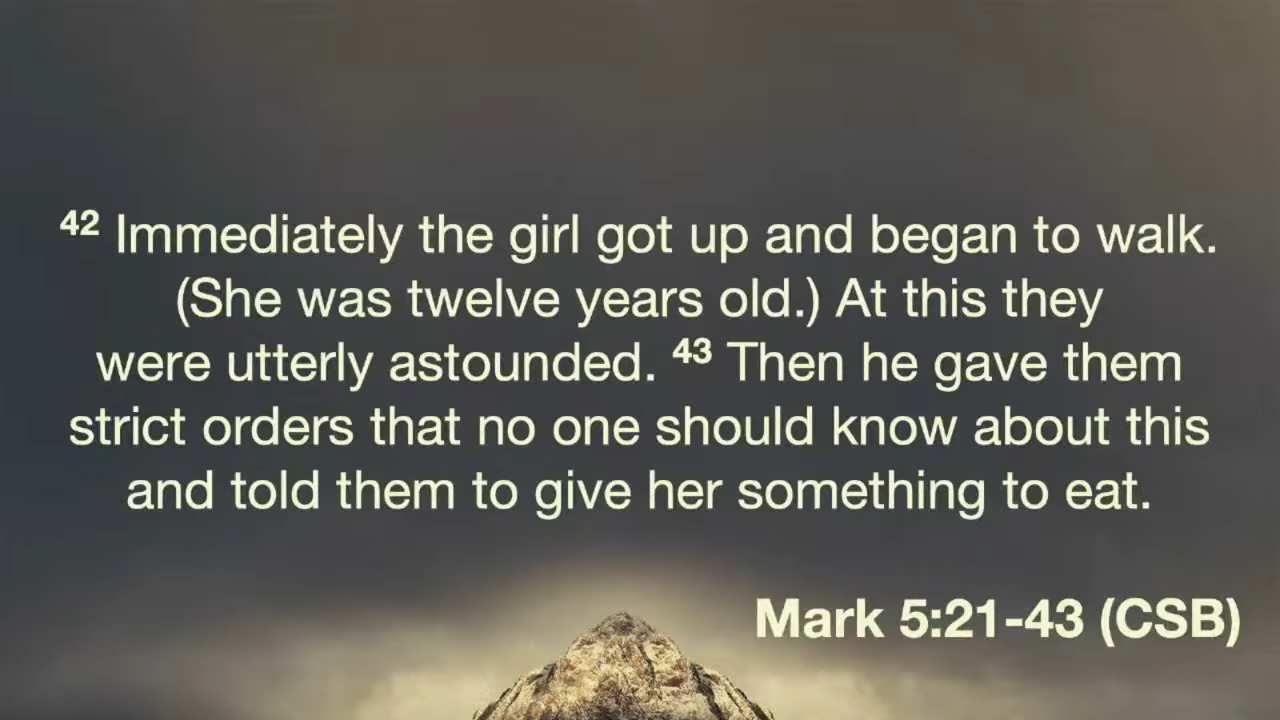 42 Immediately the girl got up and began to walk.
(She was twelve years old.) At this they
were utterly astounded. 43 Then he gave them
strict orders that no one should know about this
and told them to give her something to eat.
Mark 5:21-43 (CSB)